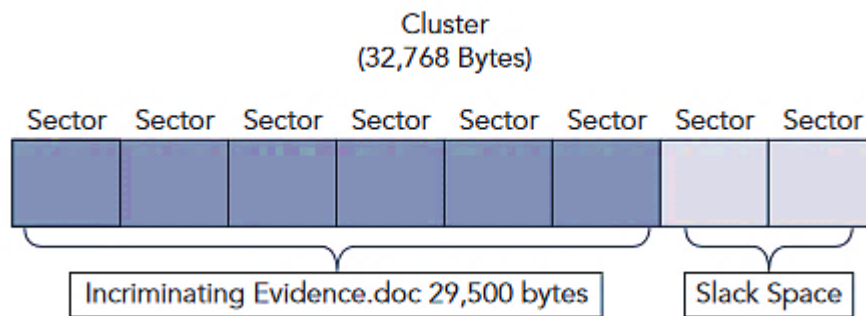 Cluster
(32,768 Bytes)
Sector Sector Sector Sector Sector Sector Sector Sector
Incriminating Evidence.doc 29,500 bytes
Slack Space